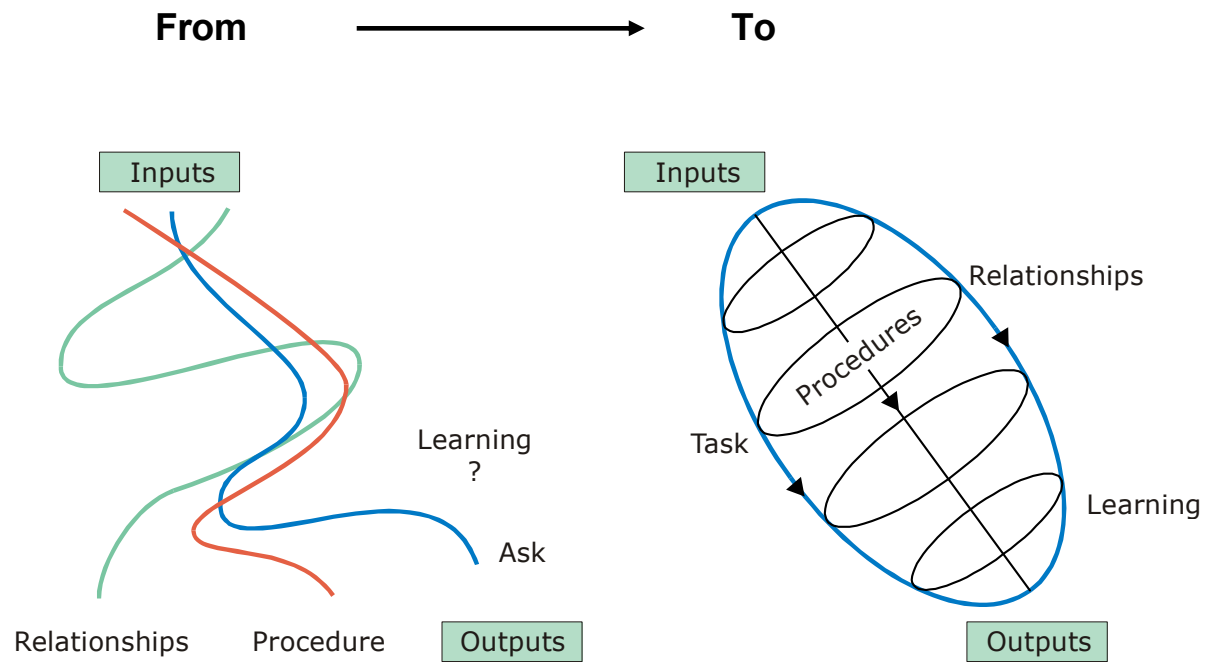 From
To
Inputs
Learning
?
Ask
Relationships
Procedure
Outputs
Inputs
Relationships
Procedures
Task
Learning
Outputs